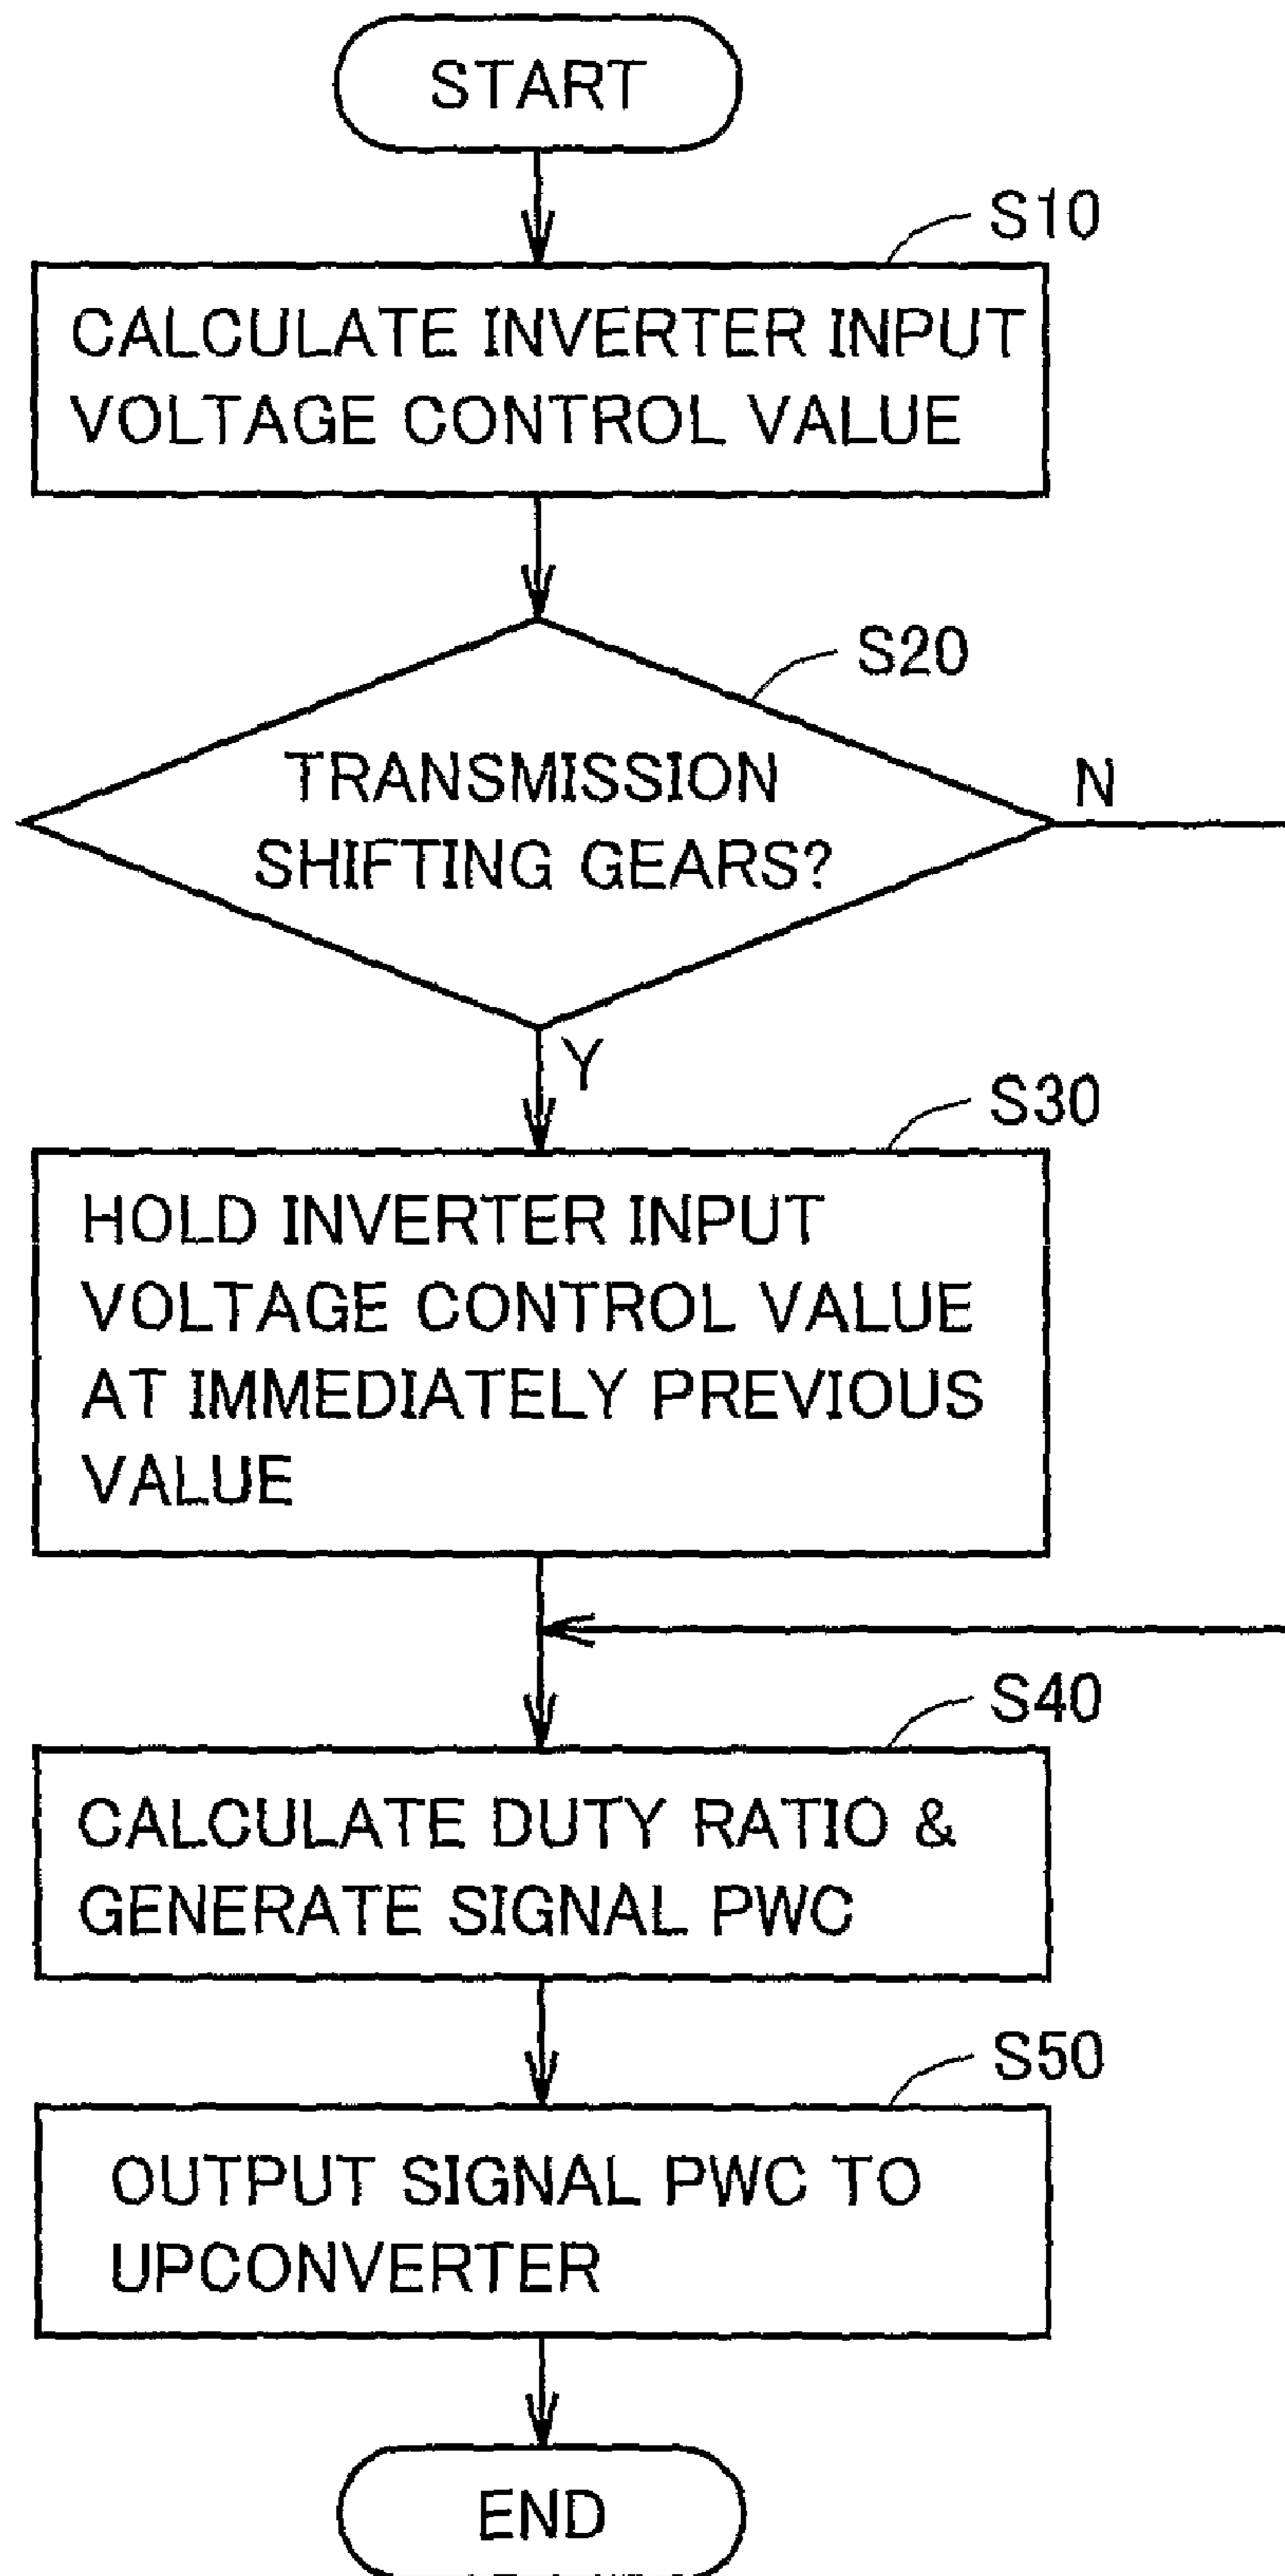 START
S10
CALCULATE INVERTER INPUT
VOLTAGE CONTROL VALUE
S20
TRANSMISSION
SHIFTING GEARS?
N
Y
S30
HOLD INVERTER INPUT
VOLTAGE CONTROL VALUE
AT IMMEDIATELY PREVIOUS
VALUE
S40
CALCULATE DUTY RATIO &
GENERATE SIGNAL PWC
S50
OUTPUT SIGNAL PWC TO
UPCONVERTER
END